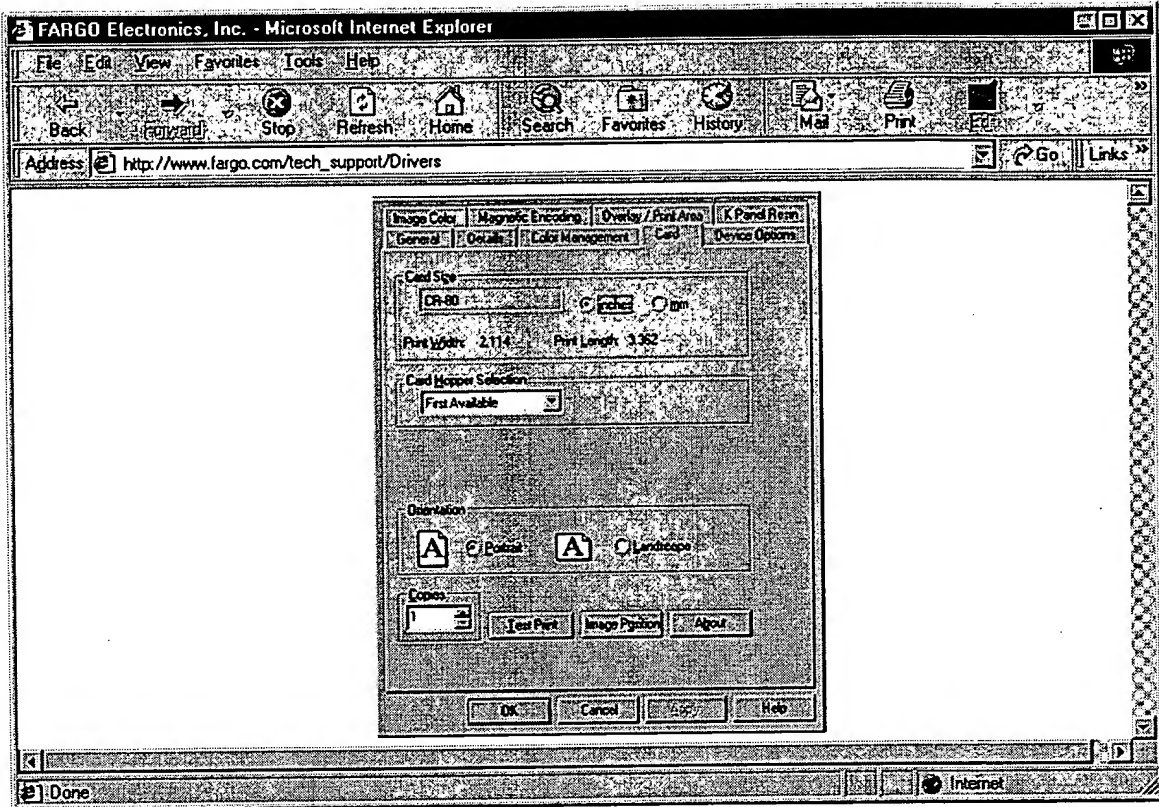 FARGO Electronics, Inc. - Microsoft Internet Explorer
File Edit View Favorites Tools Help
Back Forward Stop Refresh Home Search Favorites History Mail Print Edit
Address http://www.fargo.com/tech_support/Drivers Go Links
Image Color Magnetic Encoding Overlay / Print Area K Panel Resin
General Details Color Management Card Device Options
Card Size
CR-80 inches mm
Print Width: 2.114 Print Length: 3.362
Card Hopper Selection
First Available
Orientation
A Portrait A Landscape
Copies
1 Test Print Image Position About
OK Cancel Apply Help
Done Internet